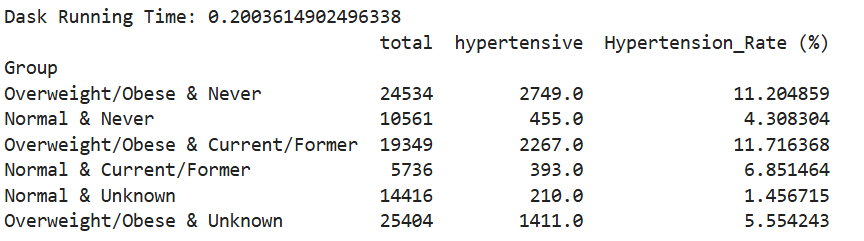 Dask Running Time: 0.2003614902496338
total hypertensive Hypertension_Rate (%)
Group
Overweight/Obese & Never 24534 2749.0 11.204859
Normal & Never 10561 455.0 4.308304
Overweight/Obese & Current/Former 19349 2267.0 11.716368
Normal & Current/Former 5736 393.0 6.851464
Normal & Unknown 14416 210.0 1.456715
Overweight/Obese & Unknown 25404 1411.0 5.554243